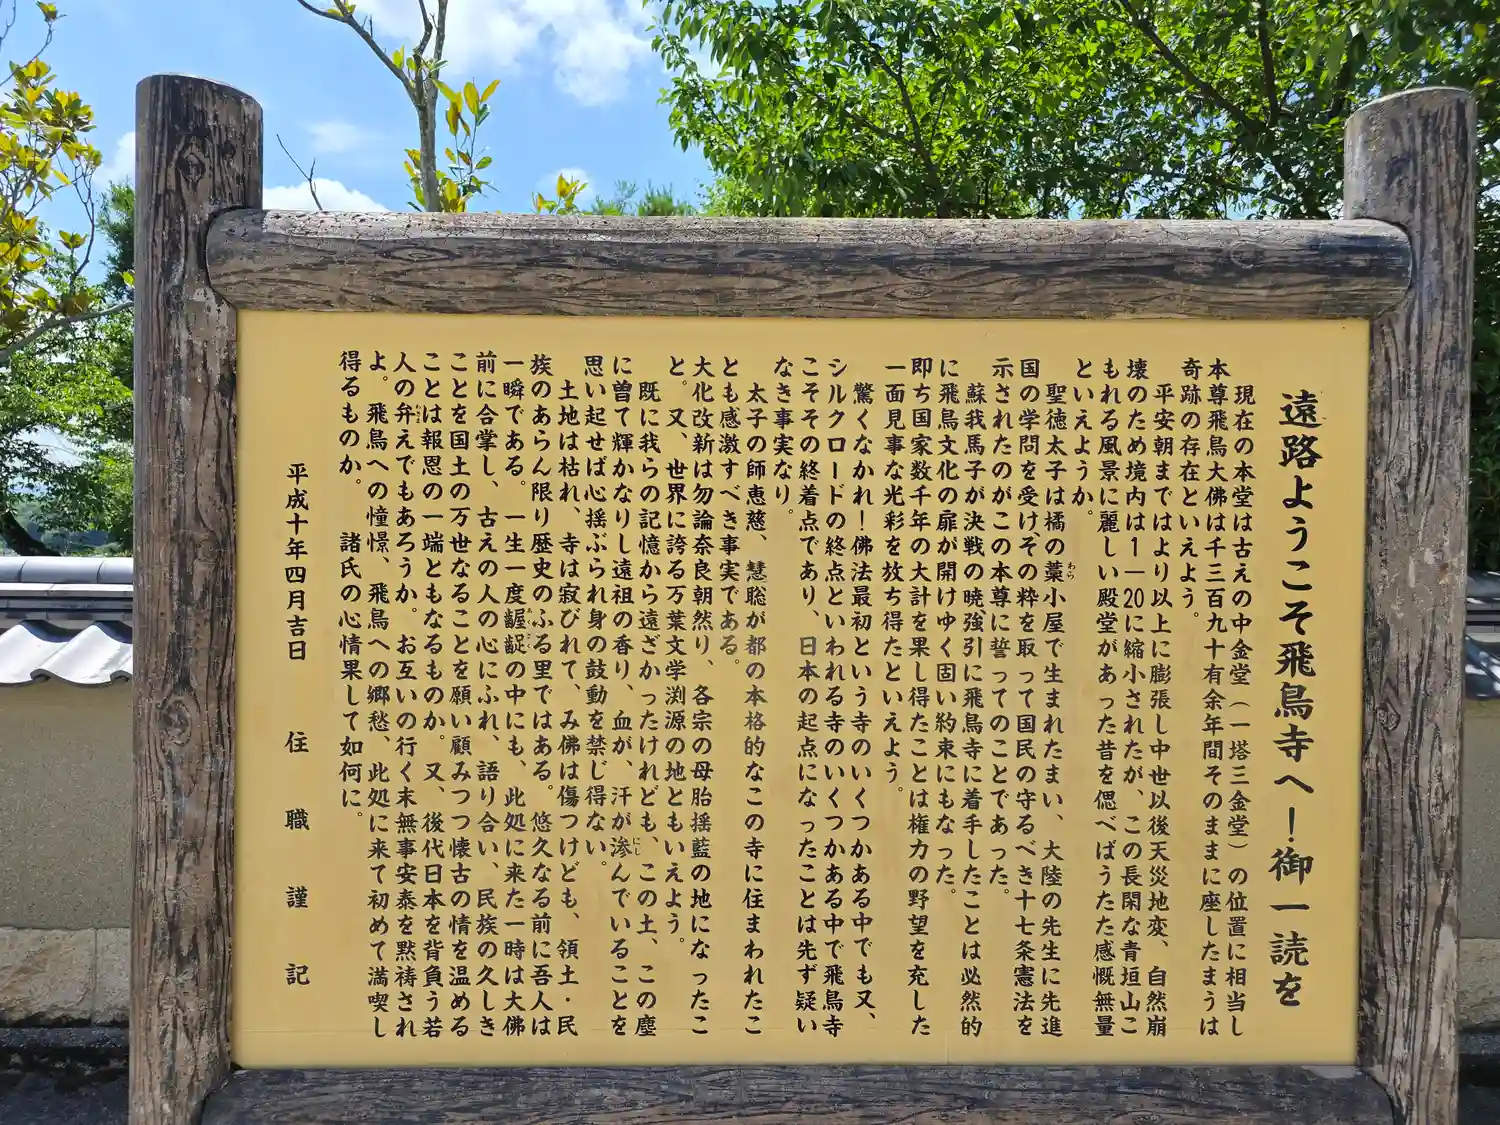 遠路ようこそ飛鳥寺へ！御一読を
現在の本堂は古えの中金堂（一塔三金堂）の位置に相当し
本尊飛鳥大佛は千三百九十有余年間そのままに座したまうは
奇跡の存在といえよう。
平安朝まではより以上に膨張し中世以後天災地変、自然崩
壊のため境内は1―20に縮小されたが、この長閑な青垣山こ
もれる風景に麗しい殿堂があった昔を偲べばうたた感慨無量
といえようか。
聖徳太子は橘の藁小屋で生まれたまい、大陸の先生に先進
わら
国の学問を受け、その粋を取って国民の守るべき十七条憲法を
示されたのがこの本尊に誓ってのことであった。
蘇我馬子が決戦の暁、強引に飛鳥寺に着手したことは必然的
に飛鳥文化の扉が開けゆく固い約束にもなった。
即ち国家数千年の大計を果し得たことは権力の野望を充した
一面見事な光彩を放ち得たといえよう。
驚くなかれ！佛法最初という寺のいくつかある中でも又、
シルクロードの終点といわれる寺のいくつかある中で飛鳥寺
こそその終着点であり、日本の起点になったことは先ず疑い
なき事実なり。
太子の師恵慈、慧聡が都の本格的なこの寺に住まわれたこ
とも感激すべき事実である。
大化改新は勿論奈良朝然り、各宗の母胎揺藍の地になったこ
と。又、世界に誇る万葉文学渕源の地ともいえよう。
既に我らの記憶から遠ざかったけれども、この土、この塵
に曽て輝かなりし遠祖の香り、血が、汗が滲んでいることを
にじ
思い起せば心揺ぶられ身の鼓動を禁じ得ない。
土地は枯れ、寺は寂びれて、み佛は傷つけども、領土・民
族のあらん限り歴史のふる里ではある。悠久なる前に吾人は
一瞬である。一生一度齷齪の中にも、此処に来た一時は大佛
あくせく
前に合掌し、古えの人の心にふれ、語り合い、民族の久しき
ことを国土の万世なることを願い顧みつつ懐古の情を温める
ことは報恩の一端ともなるものか。又、後代日本を背負う若
人の弁えでもあろうか。お互いの行く末無事安泰を黙祷され
わきま
よ。飛鳥への憧憬、飛鳥への郷愁、此処に来て初めて満喫し
得るものか。諸氏の心情果して如何に。
平成十年四月吉日　住職謹記